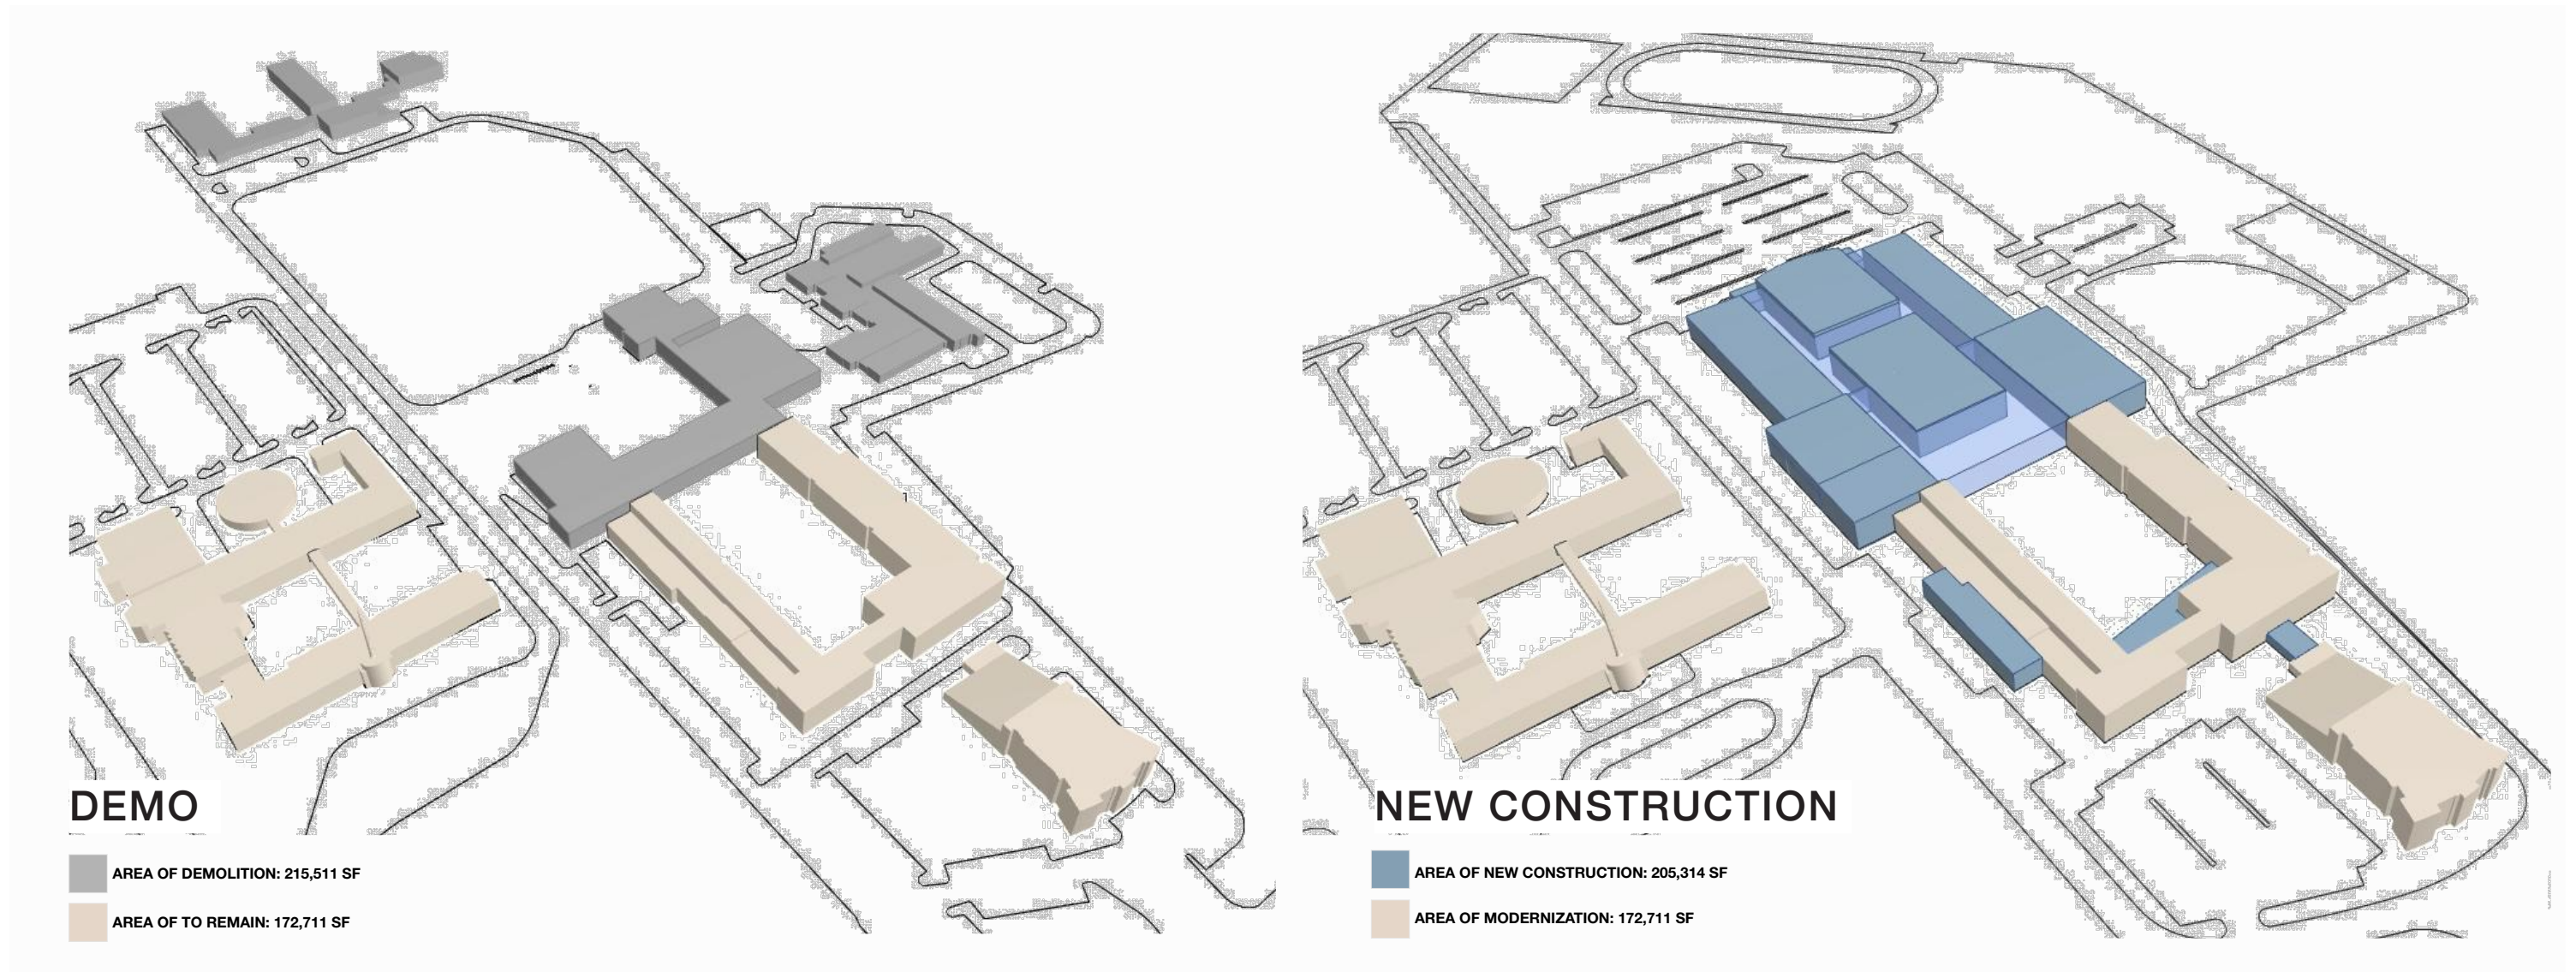 DEMO
AREA OF DEMOLITION: 215,511 SF
AREA OF TO REMAIN: 172,711 SF
NEW CONSTRUCTION
AREA OF NEW CONSTRUCTION: 205,314 SF
AREA OF MODERNIZATION: 172,711 SF